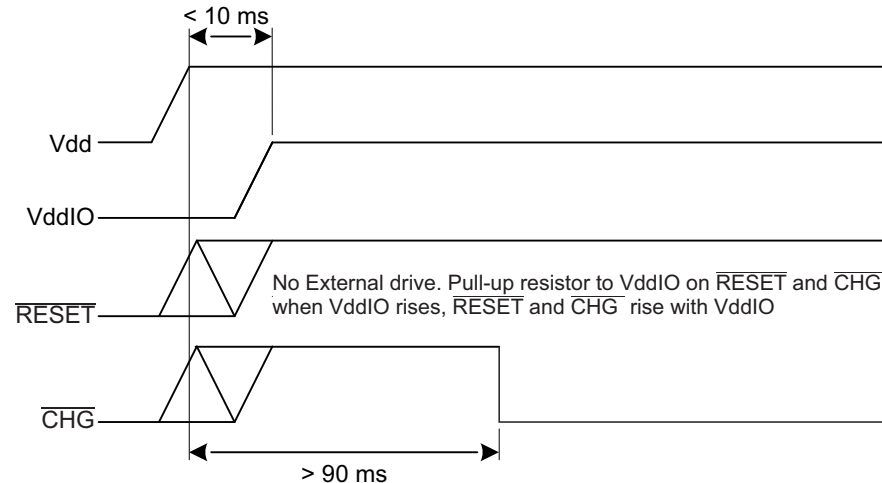 < 10 ms
Vdd
VddIO
No External drive. Pull-up resistor to VddIO on RESET and CHG
when VddIO rises, RESET and CHG rise with VddIO
RESET
CHG
> 90 ms